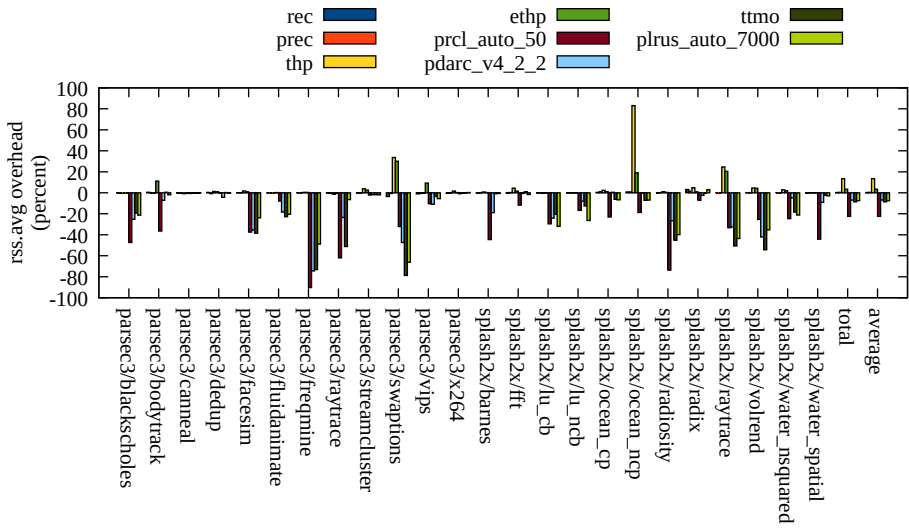 rec
prec
thp
ethp
prcl_auto_50
pdarc_v4_2_2
ttmo
plrus_auto_7000
rss.avg overhead
(percent)
100
80
60
40
20
0
-20
-40
-60
-80
-100
parsec3/blackscholes
parsec3/bodytrack
parsec3/canneal
parsec3/dedup
parsec3/facesim
parsec3/fluidanimate
parsec3/freqmine
parsec3/raytrace
parsec3/streamcluster
parsec3/swaptions
parsec3/vips
parsec3/x264
splash2x/barnes
splash2x/fft
splash2x/lu_cb
splash2x/lu_ncb
splash2x/ocean_cp
splash2x/ocean_ncp
splash2x/radiosity
splash2x/radix
splash2x/raytrace
splash2x/volrend
splash2x/water_nsquared
splash2x/water_spatial
total
average